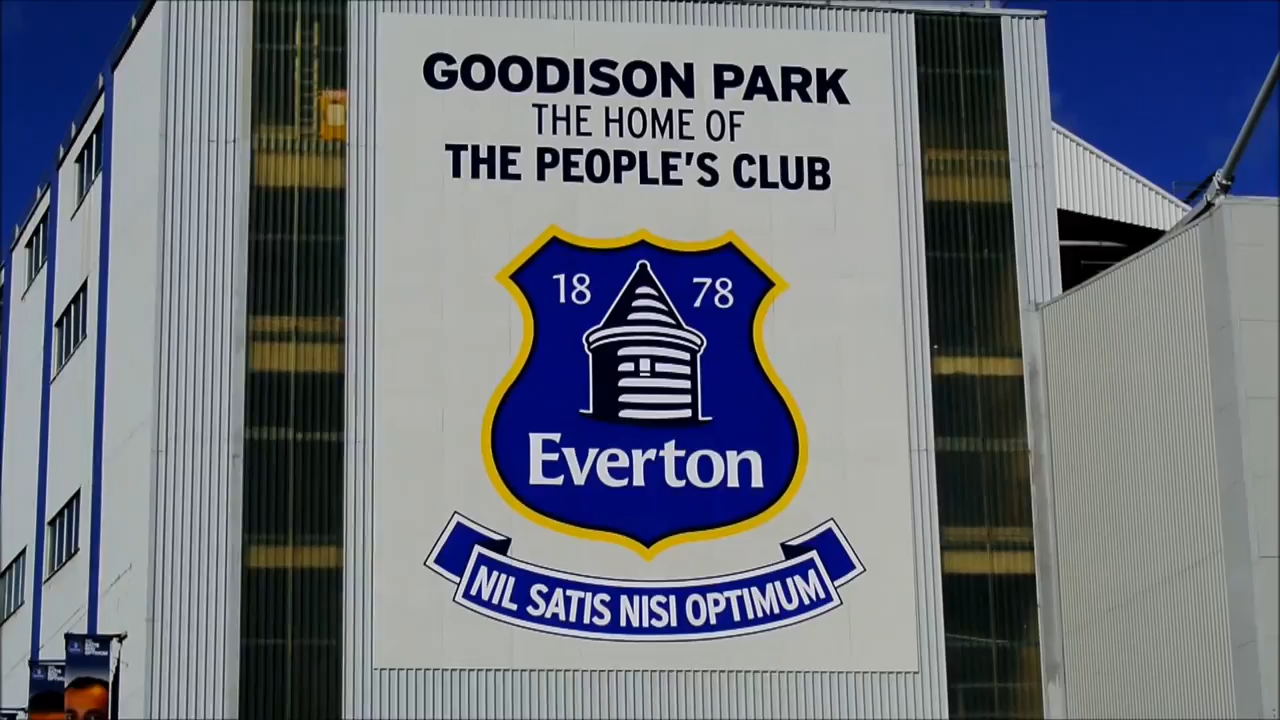 GOODISON PARK
THE HOME OF
THE PEOPLE'S CLUB
18 78
Everton
NIL SATIS NISI OPTIMUM